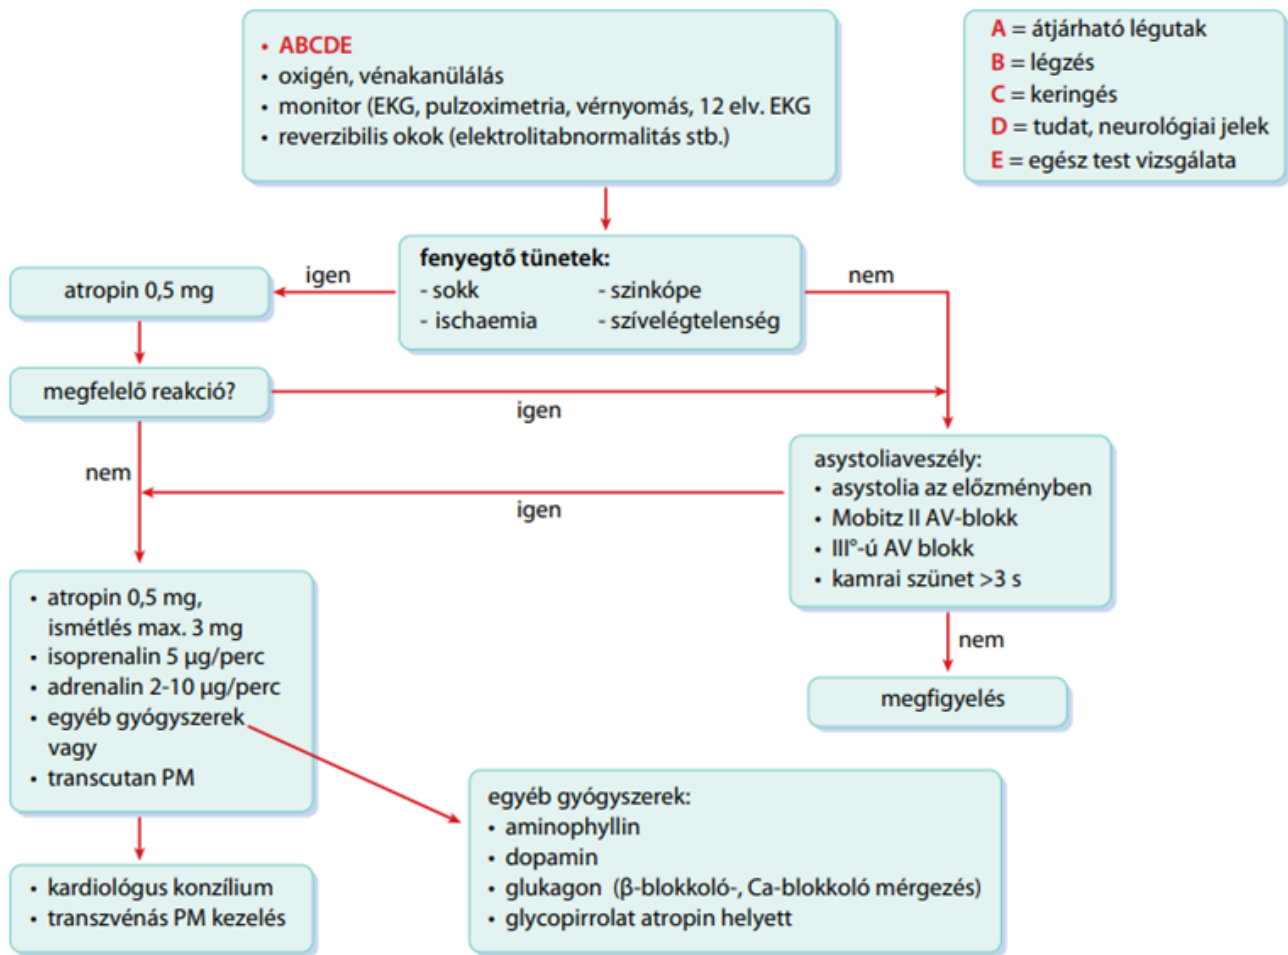 • ABCDE
• oxigén, vénakanülálás
• monitor (EKG, pulzoximetria, vérnyomás, 12 elv. EKG
• reverzibilis okok (elektrolitabnormalitás stb.)
A = átjárható légutak
B = légzés
C = keringés
D = tudat, neurológiai jelek
E = egész test vizsgálata
fenyegtő tünetek:
- sokk - szinkópe
- ischaemia - szívelégtelenség
igen
nem
atropin 0,5 mg
megfelelő reakció?
igen
nem
asystoliaveszély:
• asystolia az előzményben
• Mobitz II AV-blokk
• III°-ú AV blokk
• kamrai szünet >3 s
igen
nem
megfigyelés
• atropin 0,5 mg,
ismétlés max. 3 mg
• isoprenalin 5 µg/perc
• adrenalin 2-10 µg/perc
• egyéb gyógyszerek
vagy
• transcutan PM
egyéb gyógyszerek:
• aminophyllin
• dopamin
• glukagon (β-blokkoló-, Ca-blokkoló mérgezés)
• glycopirrolat atropin helyett
• kardiológus konzílium
• transzvénás PM kezelés